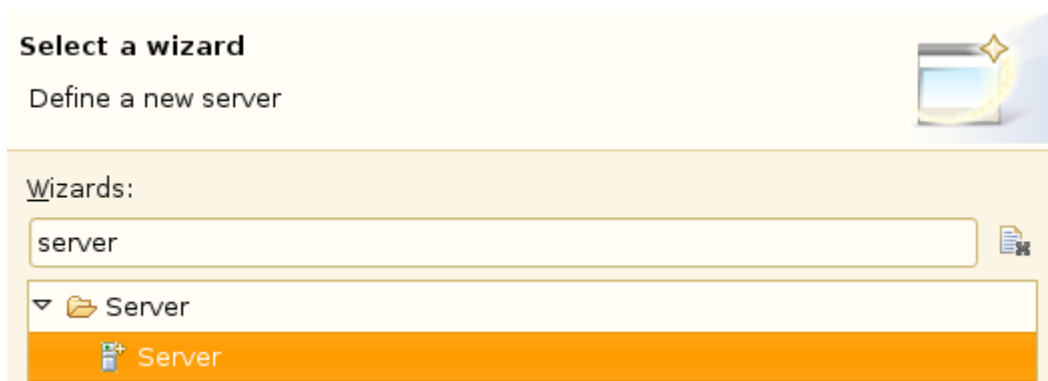 Select a wizard
Define a new server
Wizards:
server
Server
Server